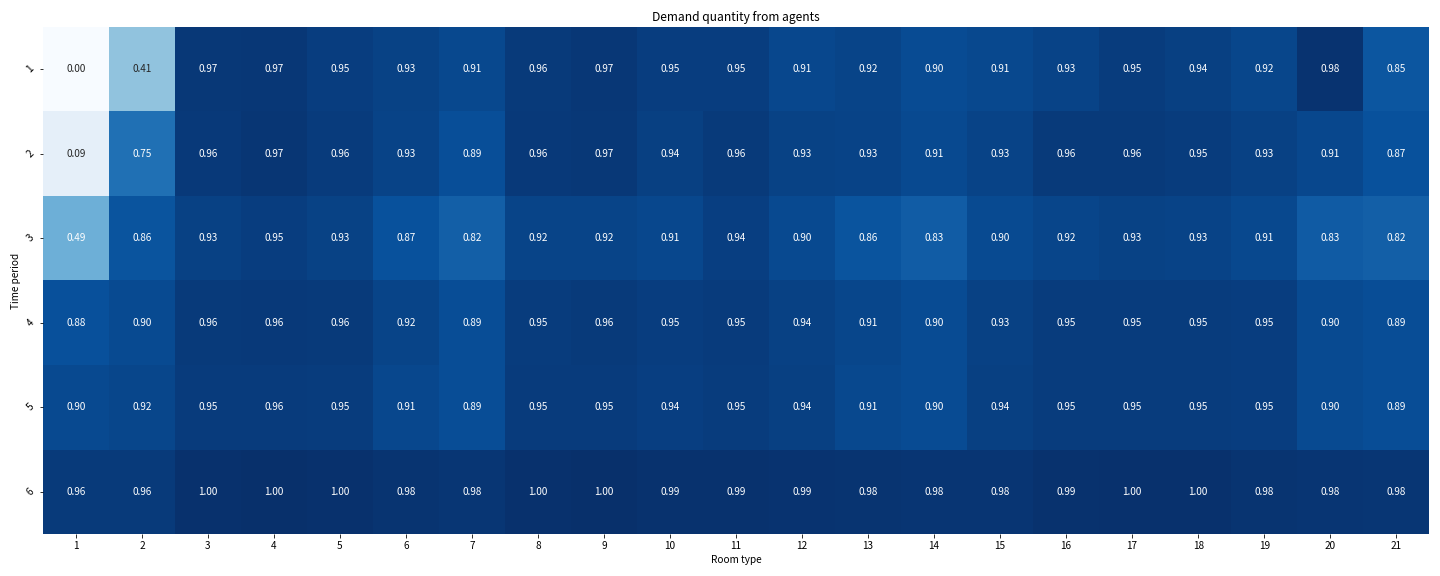 Demand quantity from agents
Time period
1 0.00 0.41 0.97 0.97 0.95 0.93 0.91 0.96 0.97 0.95 0.95 0.91 0.92 0.90 0.91 0.93 0.95 0.94 0.92 0.98 0.85
2 0.09 0.75 0.96 0.97 0.96 0.93 0.89 0.96 0.97 0.94 0.96 0.93 0.93 0.91 0.93 0.96 0.96 0.95 0.93 0.91 0.87
3 0.49 0.86 0.93 0.95 0.93 0.87 0.82 0.92 0.92 0.91 0.94 0.90 0.86 0.83 0.90 0.92 0.93 0.93 0.91 0.83 0.82
4 0.88 0.90 0.96 0.96 0.96 0.92 0.89 0.95 0.96 0.95 0.95 0.94 0.91 0.90 0.93 0.95 0.95 0.95 0.95 0.90 0.89
5 0.90 0.92 0.95 0.96 0.95 0.91 0.89 0.95 0.95 0.94 0.95 0.94 0.91 0.90 0.94 0.95 0.95 0.95 0.95 0.90 0.89
6 0.96 0.96 1.00 1.00 1.00 0.98 0.98 1.00 1.00 0.99 0.99 0.99 0.98 0.98 0.98 0.99 1.00 1.00 0.98 0.98 0.98
1 2 3 4 5 6 7 8 9 10 11 12 13 14 15 16 17 18 19 20 21
Room type